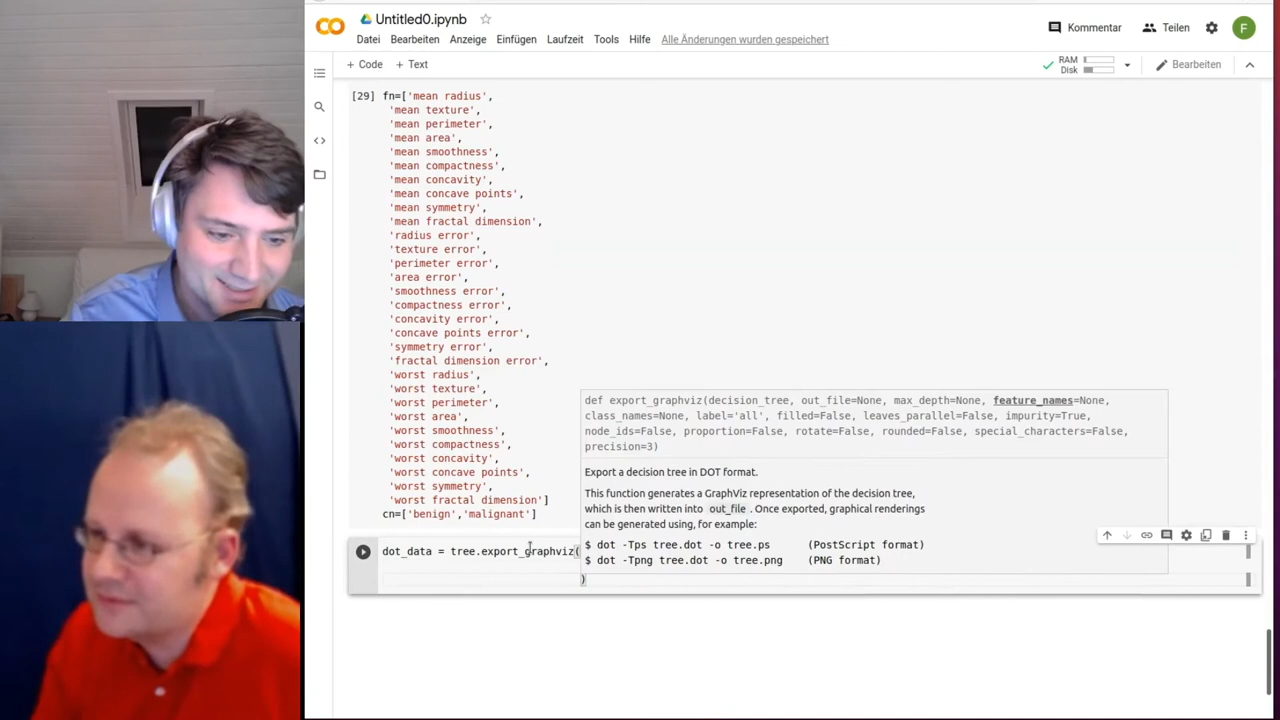 Untitled0.ipynb
Datei Bearbeiten Anzeige Einfügen Laufzeit Tools Hilfe Alle Änderungen wurden gespeichert
Kommentar Teilen F
+ Code + Text
RAM
Disk
Bearbeiten
[29] fn=['mean radius',
'mean texture',
'mean perimeter',
'mean area',
'mean smoothness',
'mean compactness',
'mean concavity',
'mean concave points',
'mean symmetry',
'mean fractal dimension',
'radius error',
'texture error',
'perimeter error',
'area error',
'smoothness error',
'compactness error',
'concavity error',
'concave points error',
'symmetry error',
'fractal dimension error',
'worst radius',
'worst texture',
'worst perimeter',
'worst area',
'worst smoothness',
'worst compactness',
'worst concavity',
'worst concave points',
'worst symmetry',
'worst fractal dimension']
cn=['benign','malignant']
dot_data = tree.export_graphviz(
)
def export_graphviz(decision_tree, out_file=None, max_depth=None, feature_names=None,
class_names=None, label='all', filled=False, leaves_parallel=False, impurity=True,
node_ids=False, proportion=False, rotate=False, rounded=False, special_characters=False,
precision=3)
Export a decision tree in DOT format.
This function generates a GraphViz representation of the decision tree,
which is then written into out_file. Once exported, graphical renderings
can be generated using, for example:
$ dot -Tps tree.dot -o tree.ps (PostScript format)
$ dot -Tpng tree.dot -o tree.png (PNG format)